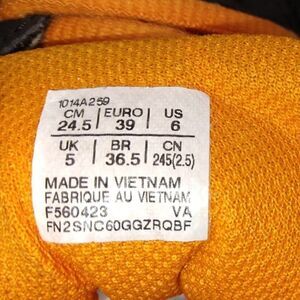 1014A259
CM EURO US
24.5 39 6
UK BR CN
5 36.5 245(2.5)
MADE IN VIETNAM
FABRIQUE AU VIETNAM
F560423 VA
FN2SNC60GGZRQBF